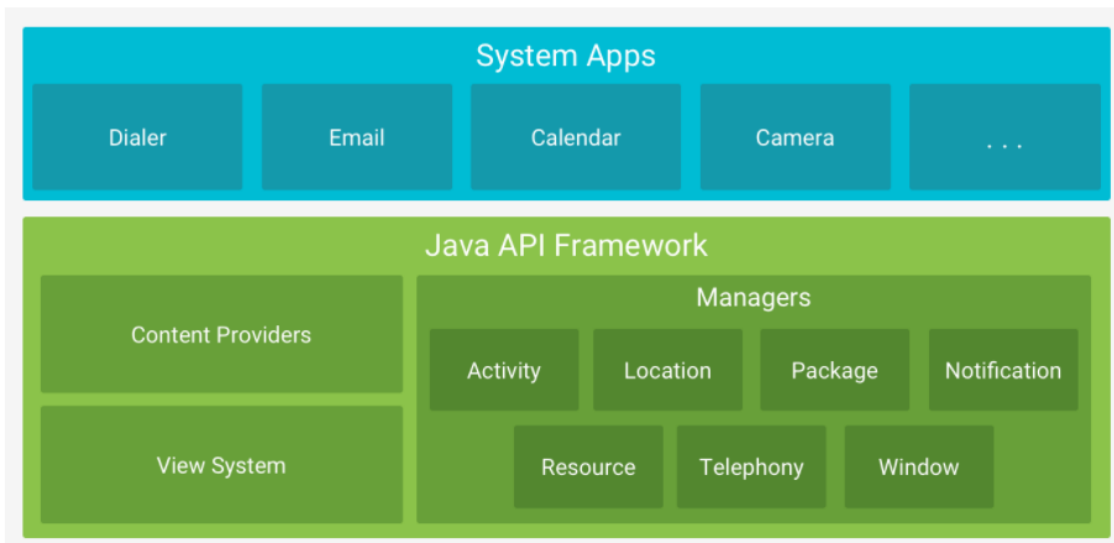 System Apps
Dialer
Email
Calendar
Camera
. . .
Java API Framework
Content Providers
View System
Managers
Activity
Location
Package
Notification
Resource
Telephony
Window